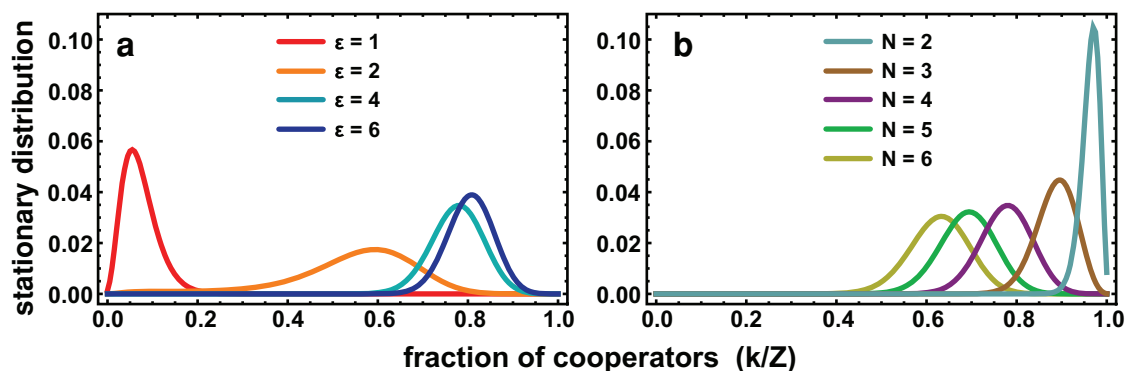 a
ε = 1
ε = 2
ε = 4
ε = 6
0.10
0.08
0.06
0.04
0.02
0.00
0.0 0.2 0.4 0.6 0.8 1.0
b
N = 2
N = 3
N = 4
N = 5
N = 6
0.10
0.08
0.06
0.04
0.02
0.00
0.0 0.2 0.4 0.6 0.8 1.0
stationary distribution
fraction of cooperators (k/Z)